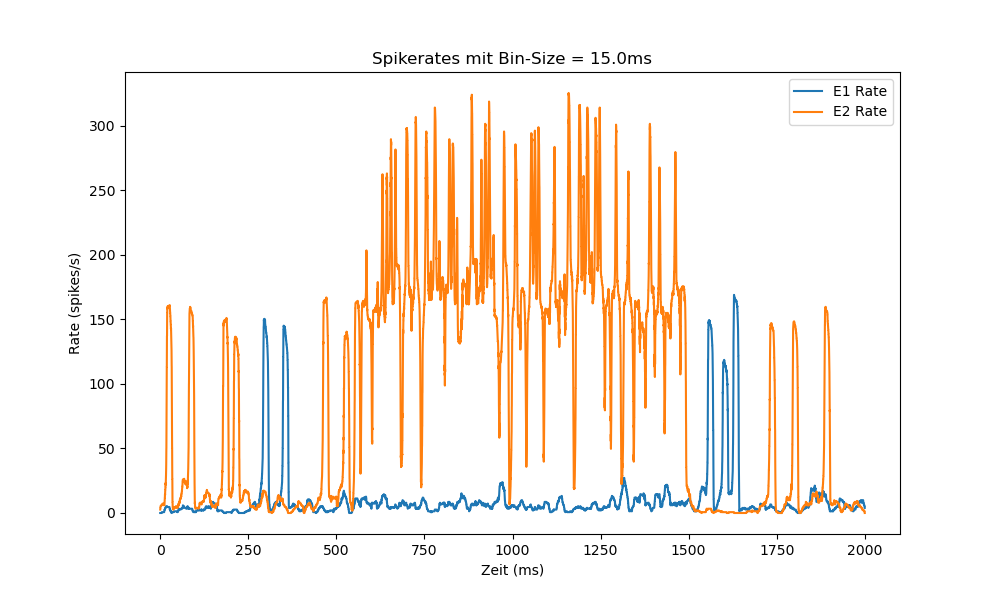 Spikerates mit Bin-Size = 15.0ms
E1 Rate
E2 Rate
Rate (spikes/s)
300
250
200
150
100
50
0
0 250 500 750 1000 1250 1500 1750 2000
Zeit (ms)